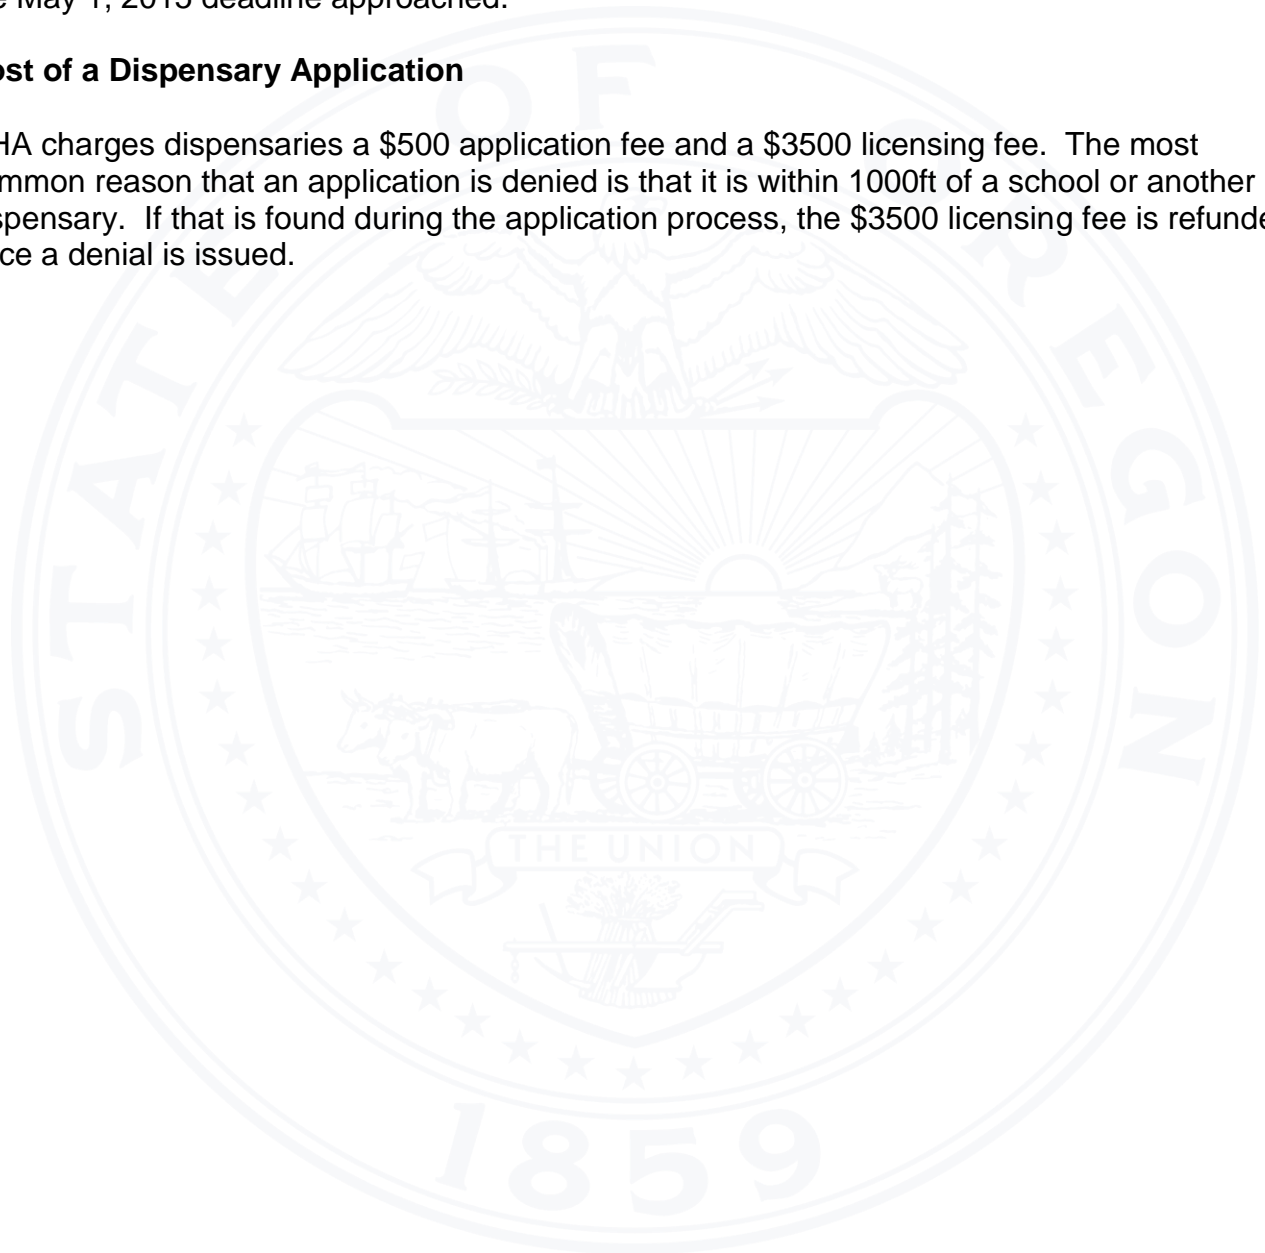 e May 1, 2015 deadline approached.
ost of a Dispensary Application
HA charges dispensaries a $500 application fee and a $3500 licensing fee. The most
mmon reason that an application is denied is that it is within 1000ft of a school or another
spensary. If that is found during the application process, the $3500 licensing fee is refunde
ce a denial is issued.
STATE OF OREGON
THE UNION
1859